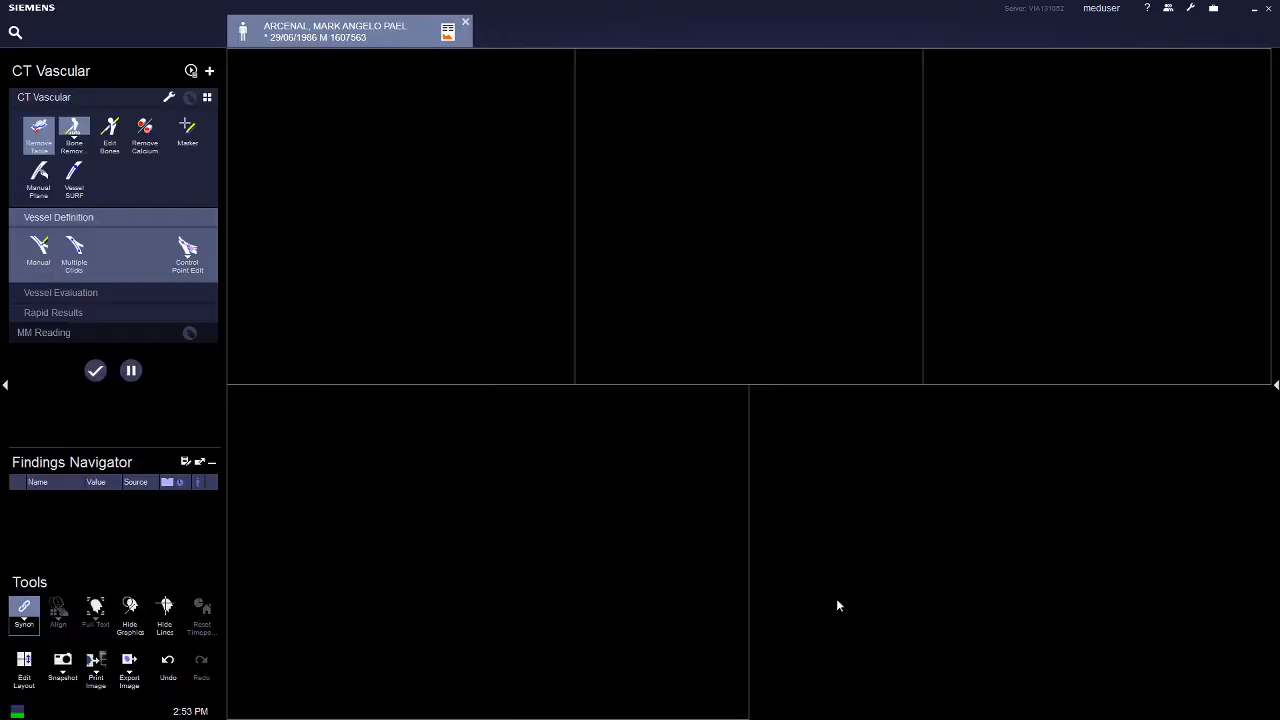 SIEMENS
Server: VIA131052
meduser
?
ARCENAL, MARK ANGELO PAEL
* 29/06/1986 M 1607563
CT Vascular
CT Vascular
Remove Table
Bone Remov...
Edit Bones
Remove Calcium
Marker
Manual Plane
Vessel SURF
Vessel Definition
Manual
Multiple Clicks
Control Point Edit
Vessel Evaluation
Rapid Results
MM Reading
Findings Navigator
Name Value Source
Tools
Synch
Align
Full Text
Hide Graphics
Hide Lines
Reset Timepo...
Edit Layout
Snapshot
Print Image
Export Image
Undo
Redo
2:53 PM